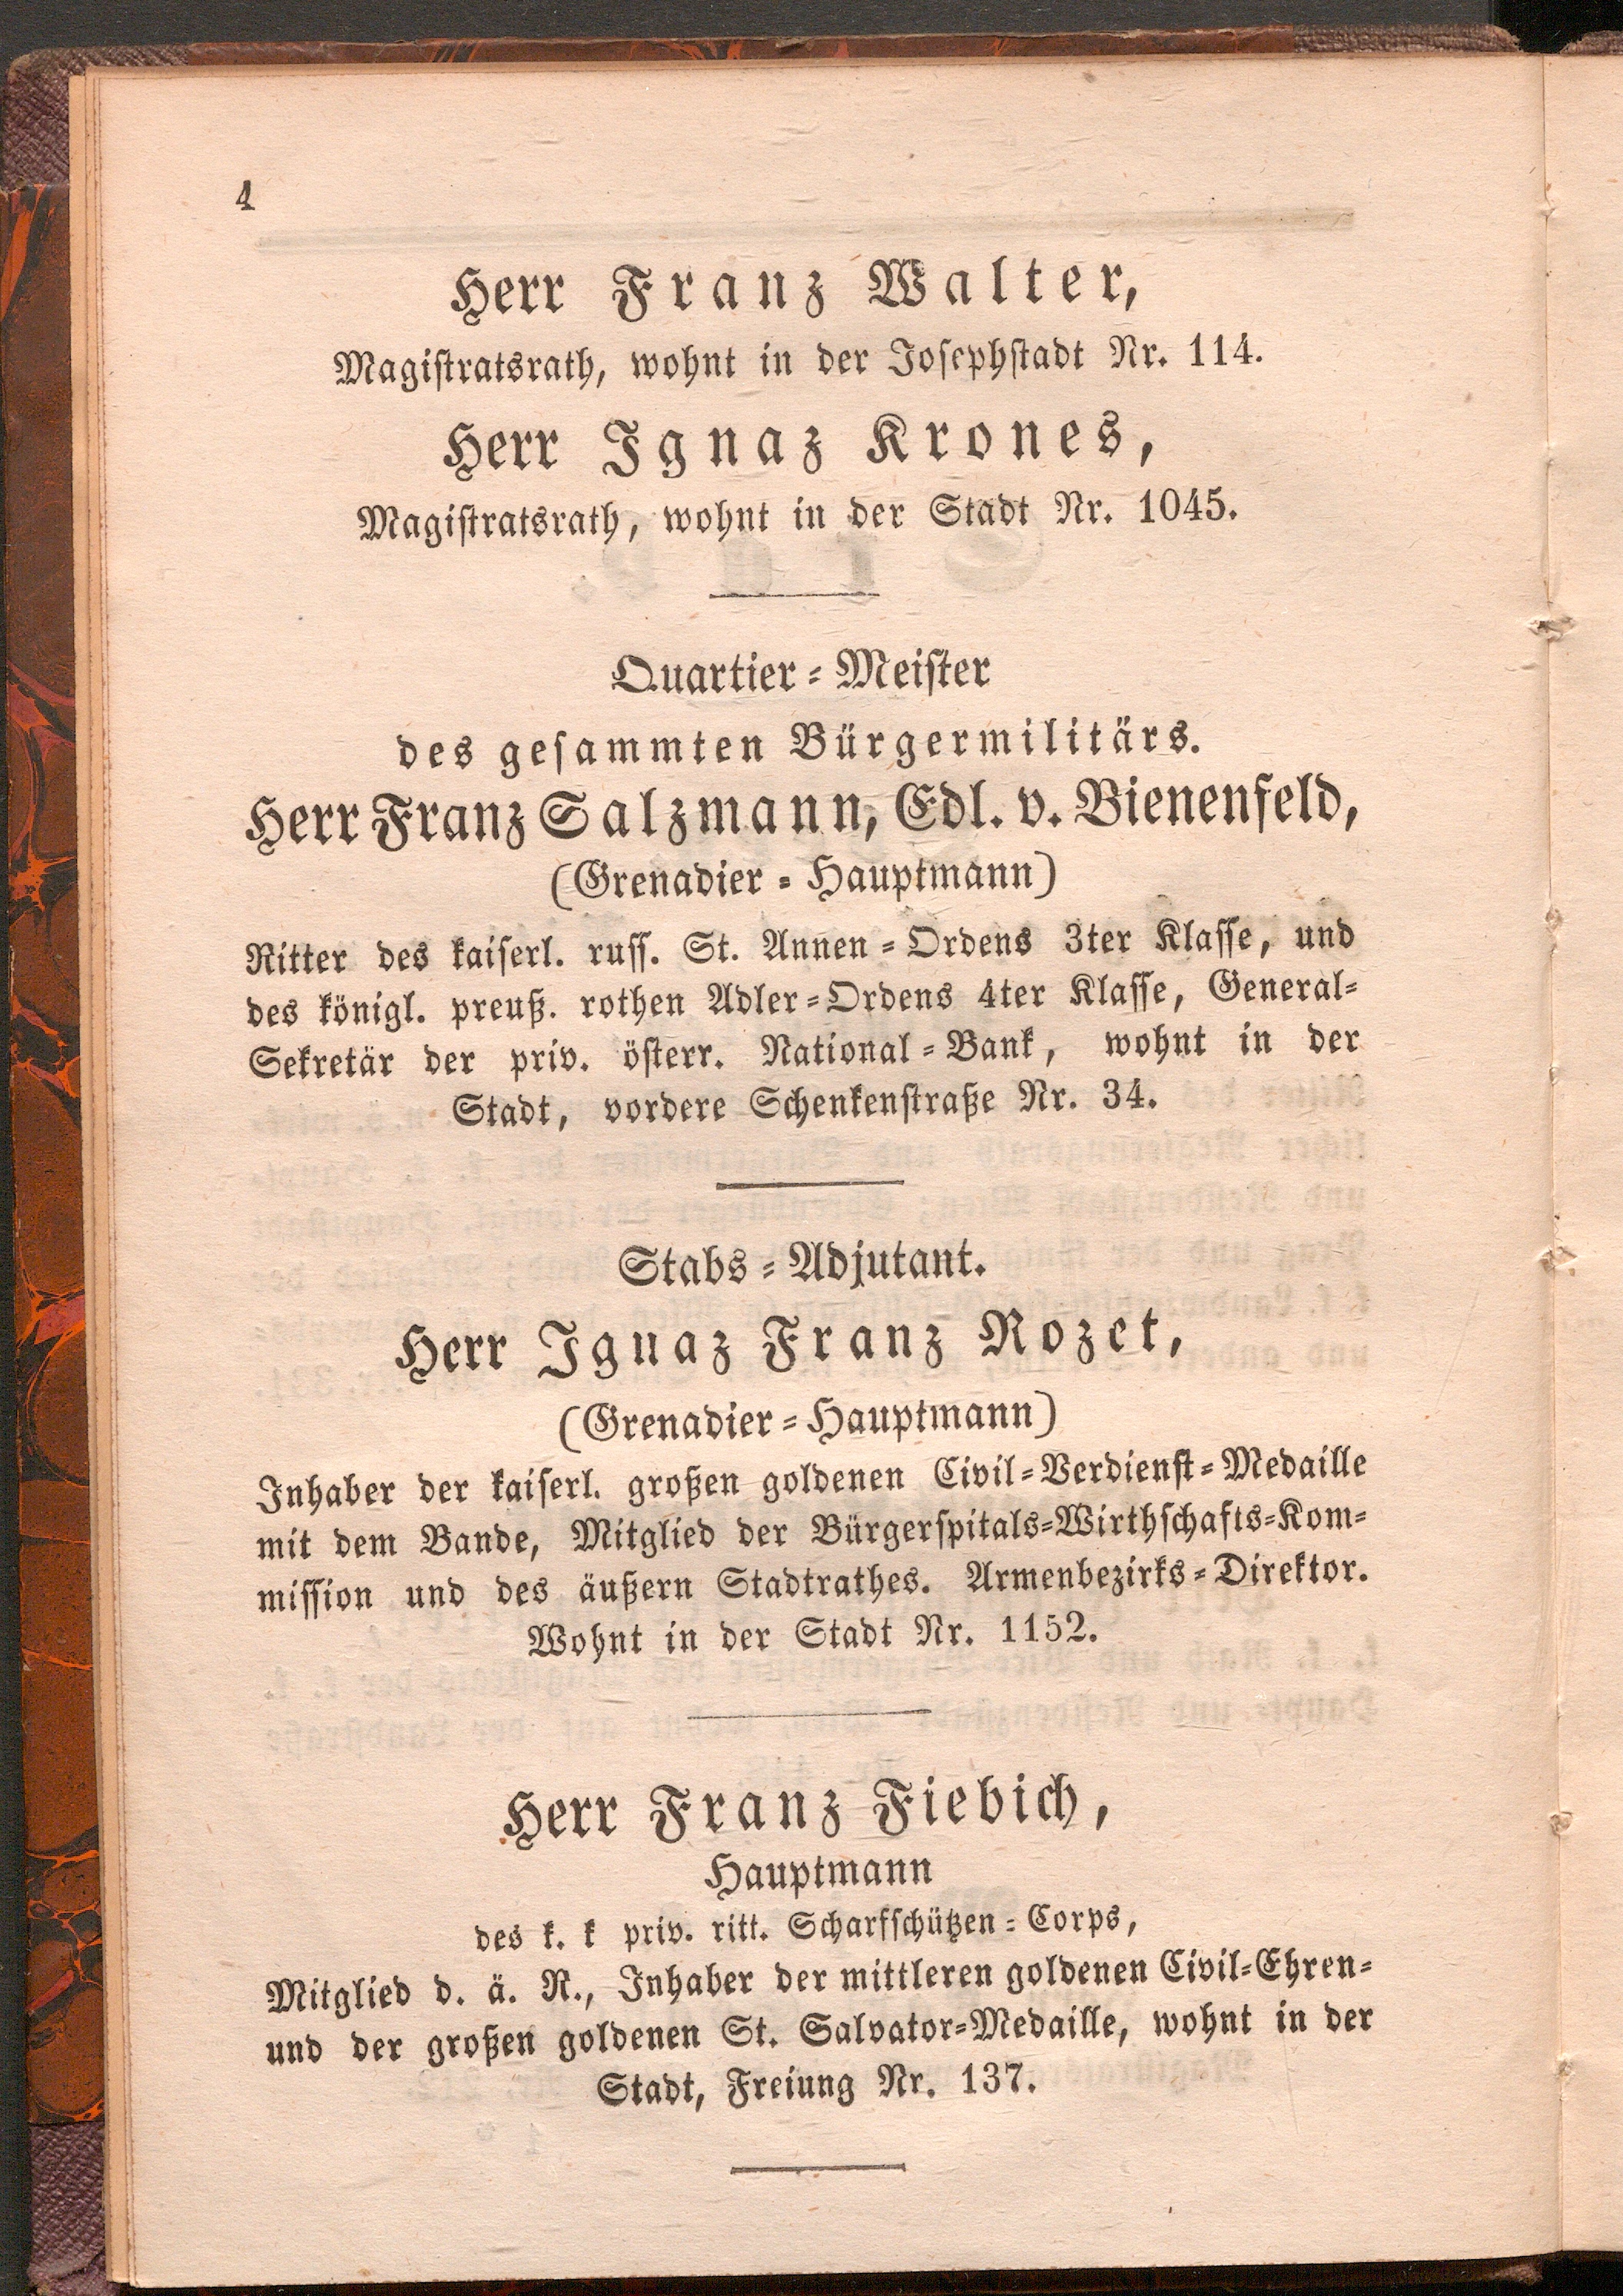 4
Herr Franz Walter,
Magistratsrath, wohnt in der Josephstadt Nr. 114.
Herr Ignaz Krones,
Magistratsrath, wohnt in der Stadt Nr. 1045.
Quartier-Meister
des gesammten Bürgermilitärs.
Herr Franz Salzmann, Edl. v. Bienenfeld,
(Grenadier-Hauptmann)
Ritter des kaiserl. russ. St. Annen-Ordens 3ter Klasse, und
des königl. preuß. rothen Adler-Ordens 4ter Klasse, General-
Sekretär der priv. österr. National-Bank, wohnt in der
Stadt, vordere Schenkenstraße Nr. 34.
Stabs-Adjutant.
Herr Ignaz Franz Rozet,
(Grenadier-Hauptmann)
Inhaber der kaiserl. großen goldenen Civil-Verdienst-Medaille
mit dem Bande, Mitglied der Bürgerspitals-Wirthschafts-Kom-
mission und des äußern Stadtrathes. Armenbezirks-Direktor.
Wohnt in der Stadt Nr. 1152.
Herr Franz Fiebich,
Hauptmann
des k. k priv. ritt. Scharfschützen-Corps,
Mitglied d. ä. R., Inhaber der mittleren goldenen Civil-Ehren-
und der großen goldenen St. Salvator-Medaille, wohnt in der
Stadt, Freiung Nr. 137.